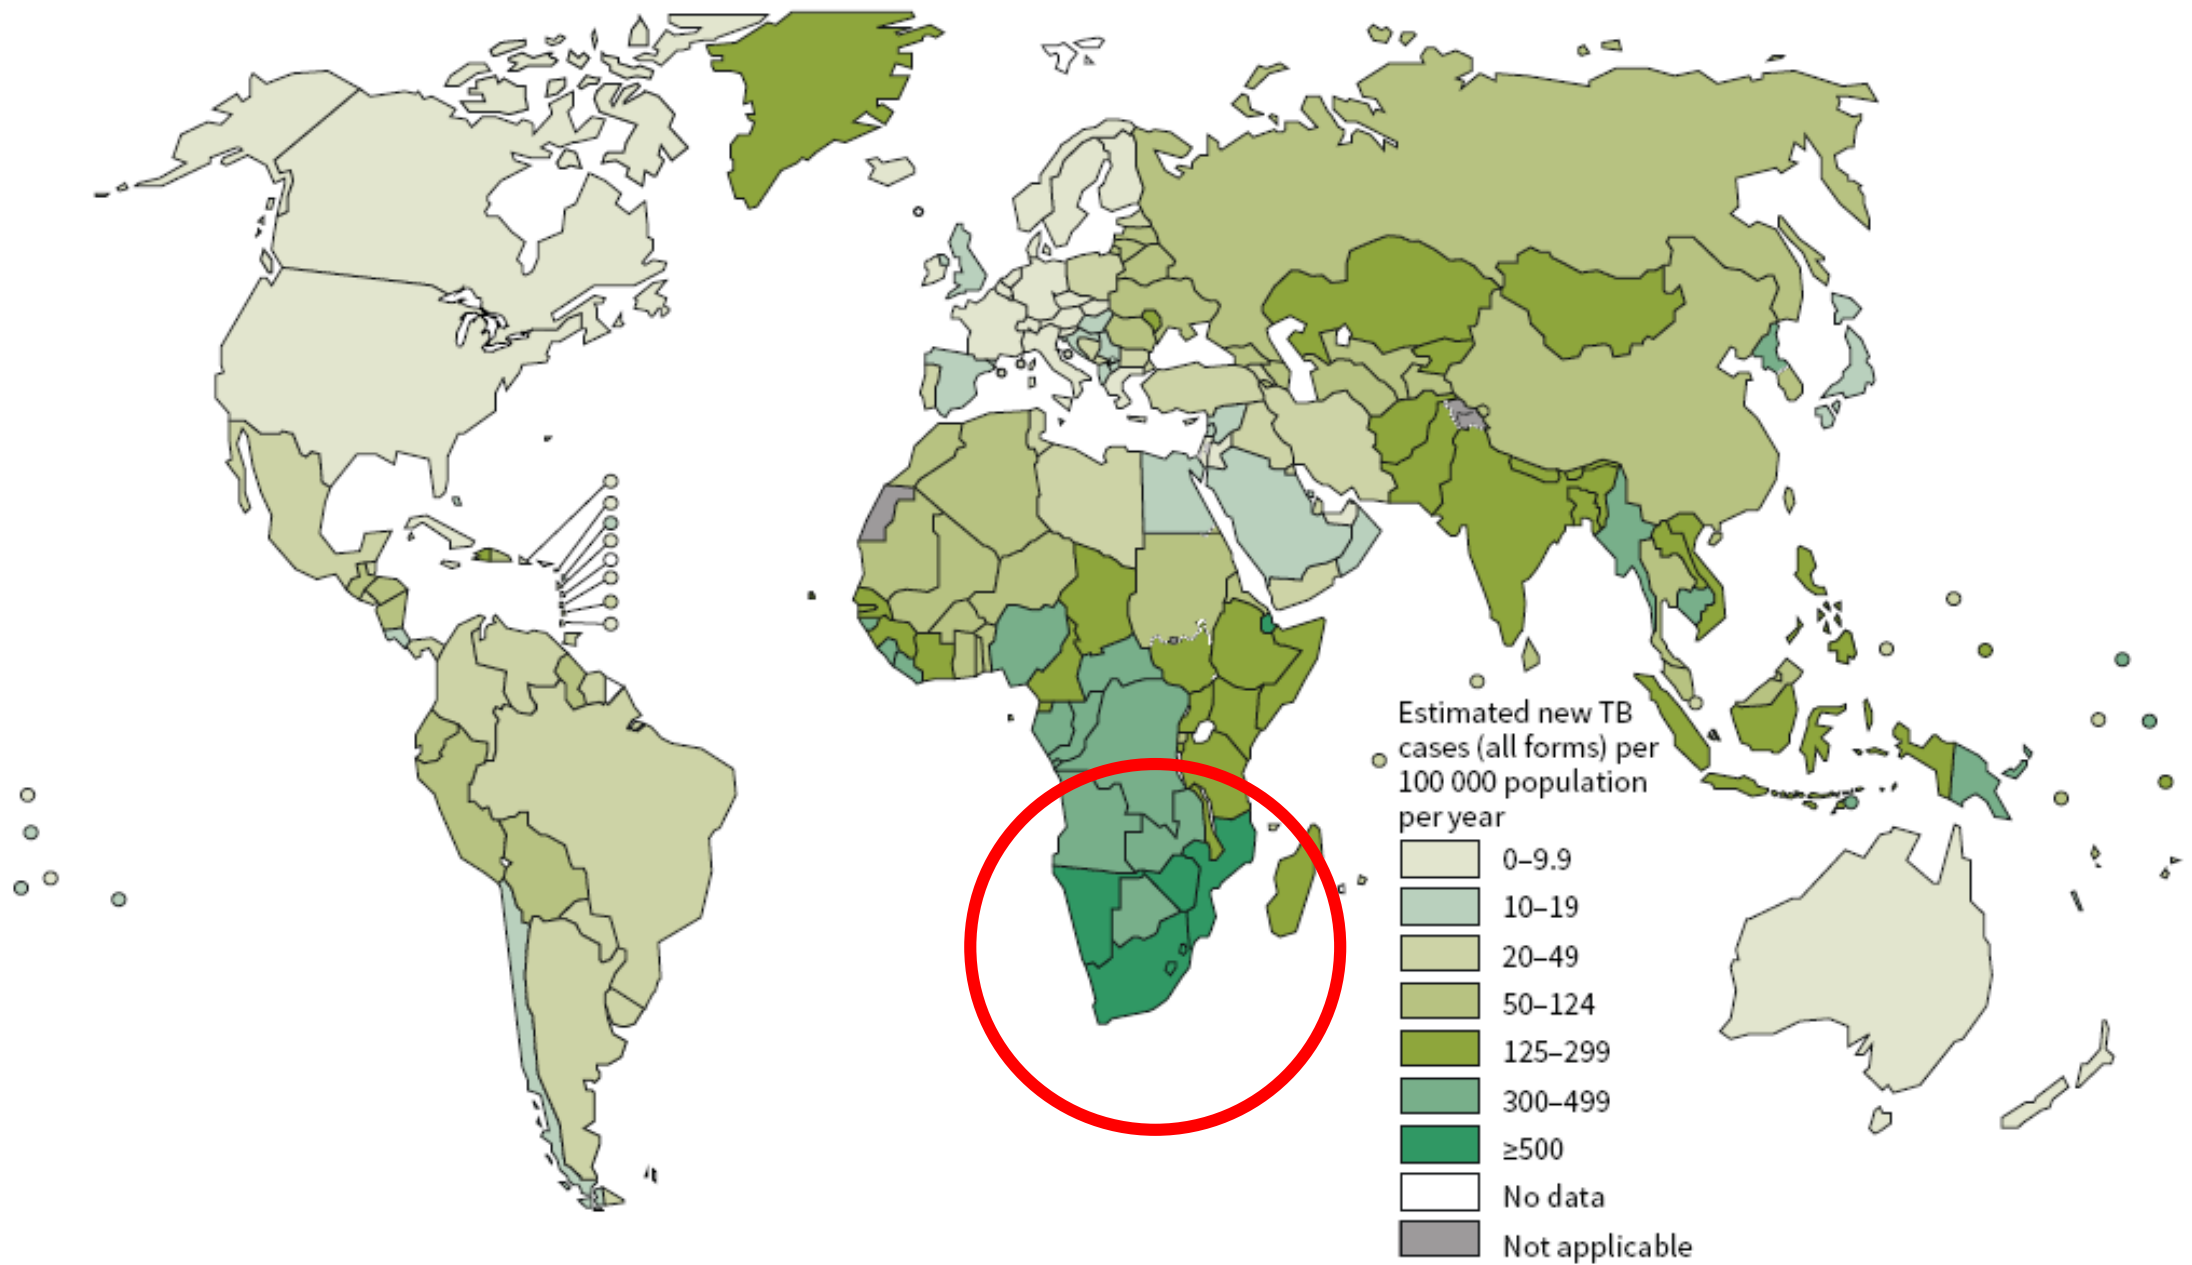 Estimated new TB
cases (all forms) per
100 000 population
per year
0–9.9
10–19
20–49
50–124
125–299
300–499
≥500
No data
Not applicable